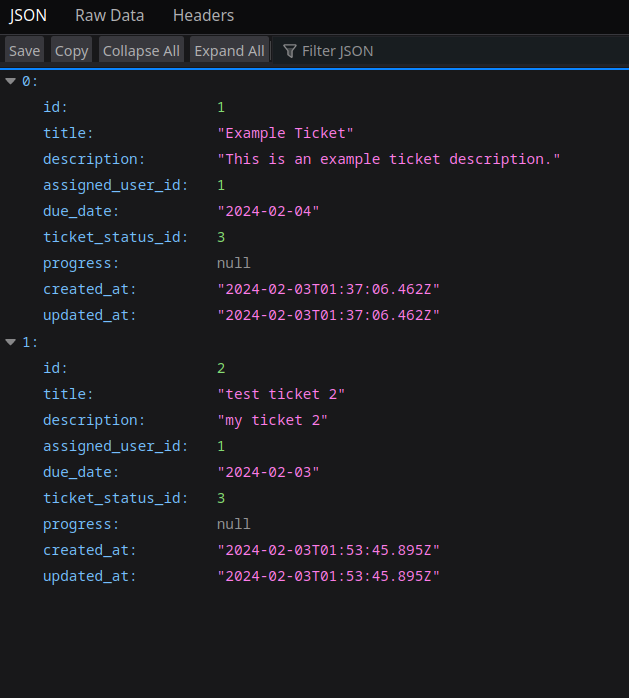 JSON Raw Data Headers
Save Copy Collapse All Expand All Filter JSON
0:
id: 1
title: "Example Ticket"
description: "This is an example ticket description."
assigned_user_id: 1
due_date: "2024-02-04"
ticket_status_id: 3
progress: null
created_at: "2024-02-03T01:37:06.462Z"
updated_at: "2024-02-03T01:37:06.462Z"
1:
id: 2
title: "test ticket 2"
description: "my ticket 2"
assigned_user_id: 1
due_date: "2024-02-03"
ticket_status_id: 3
progress: null
created_at: "2024-02-03T01:53:45.895Z"
updated_at: "2024-02-03T01:53:45.895Z"